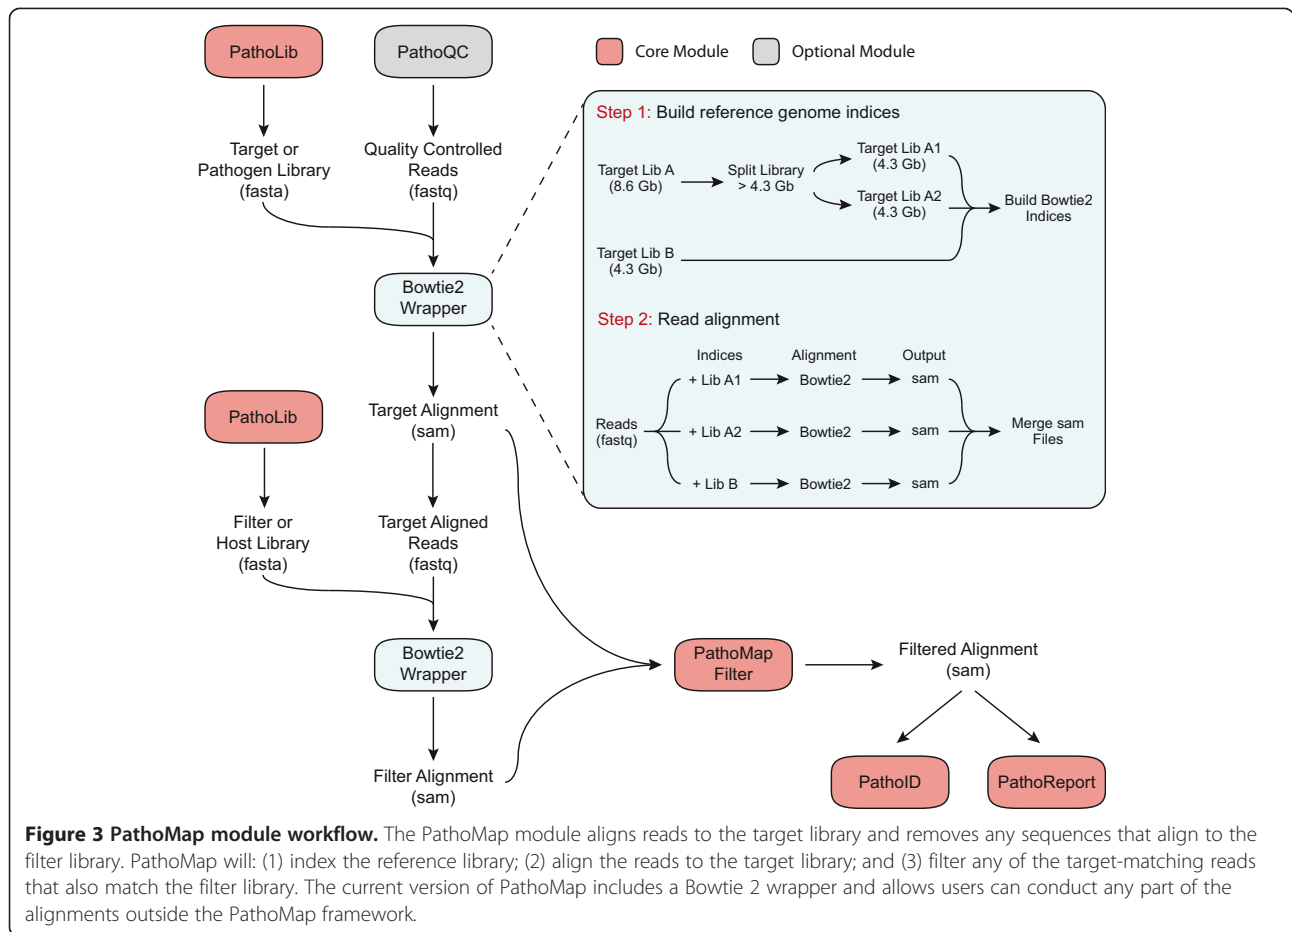 PathoLib
PathoQC
Core Module
Optional Module
Target or
Pathogen Library
(fasta)
Quality Controlled
Reads
(fastq)
Bowtie2
Wrapper
Step 1: Build reference genome indices
Target Lib A
(8.6 Gb)
Split Library
> 4.3 Gb
Target Lib A1
(4.3 Gb)
Target Lib A2
(4.3 Gb)
Build Bowtie2
Indices
Target Lib B
(4.3 Gb)
Step 2: Read alignment
Indices
Alignment
Output
+ Lib A1
Bowtie2
sam
Reads
(fastq)
+ Lib A2
Bowtie2
sam
Merge sam
Files
+ Lib B
Bowtie2
sam
PathoLib
Target Alignment
(sam)
Filter or
Host Library
(fasta)
Target Aligned
Reads
(fastq)
Bowtie2
Wrapper
PathoMap
Filter
Filtered Alignment
(sam)
Filter Alignment
(sam)
PathoID
PathoReport
Figure 3 PathoMap module workflow. The PathoMap module aligns reads to the target library and removes any sequences that align to the
filter library. PathoMap will: (1) index the reference library; (2) align the reads to the target library; and (3) filter any of the target-matching reads
that also match the filter library. The current version of PathoMap includes a Bowtie 2 wrapper and allows users can conduct any part of the
alignments outside the PathoMap framework.